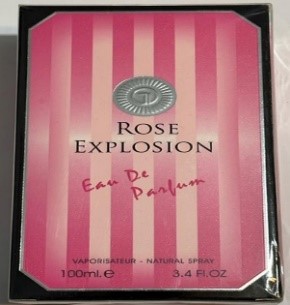 ROSE
EXPLOSION
Eau De
Parfum
VAPORISATEUR - NATURAL SPRAY
100ml.℮ 3.4 Fl.OZ